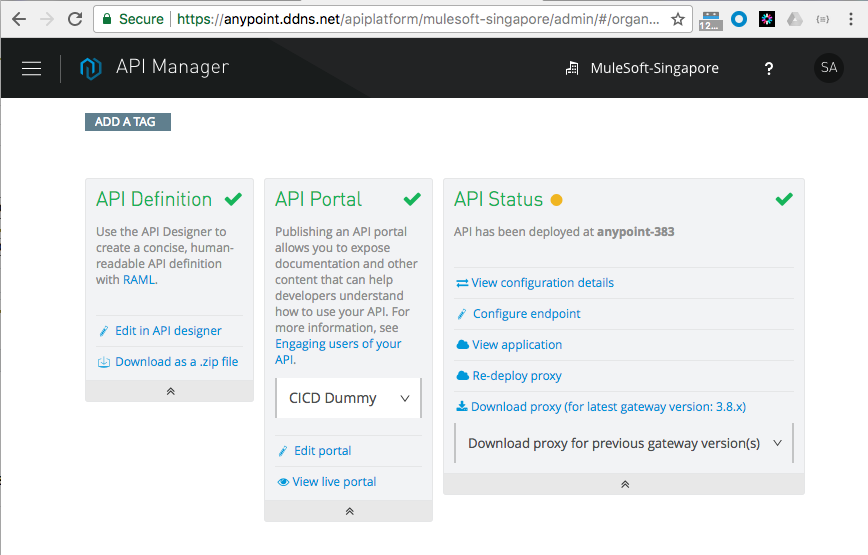 Secure https://anypoint.ddns.net/apiplatform/mulesoft-singapore/admin/#/organ...
12...
API Manager
MuleSoft-Singapore
?
SA
ADD A TAG
API Definition
Use the API Designer to
create a concise, human-
readable API definition
with RAML.
Edit in API designer
Download as a .zip file
API Portal
Publishing an API portal
allows you to expose
documentation and other
content that can help
developers understand
how to use your API. For
more information, see
Engaging users of your
API.
CICD Dummy
Edit portal
View live portal
API Status
API has been deployed at anypoint-383
View configuration details
Configure endpoint
View application
Re-deploy proxy
Download proxy (for latest gateway version: 3.8.x)
Download proxy for previous gateway version(s)